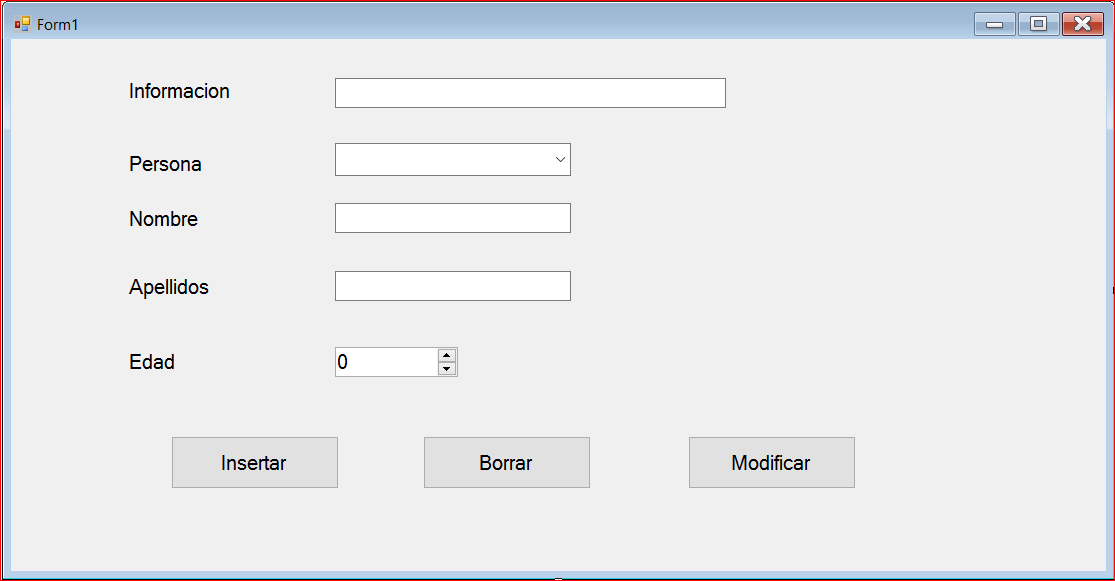 Form1
Informacion
Persona
Nombre
Apellidos
Edad 0
Insertar Borrar Modificar